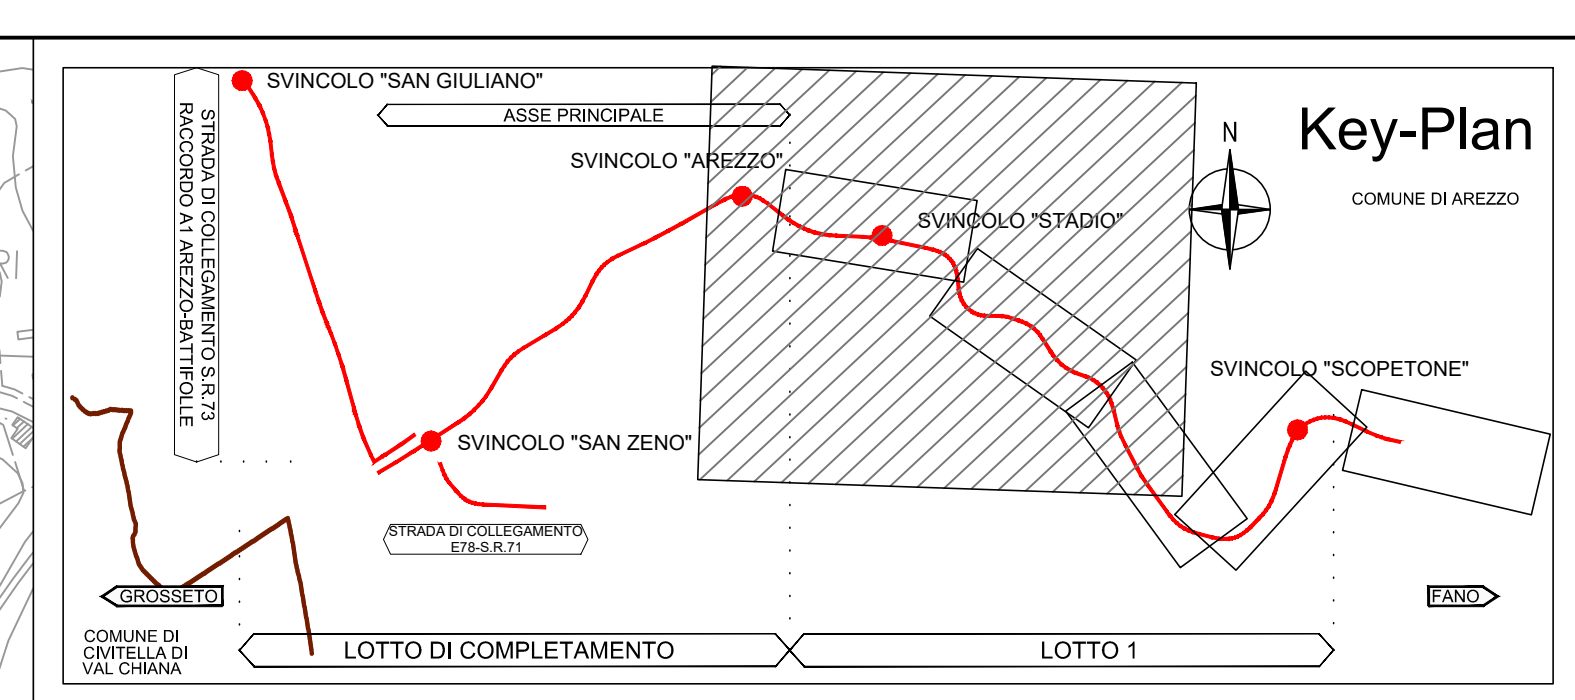 SVINCOLO "SAN GIULIANO"
ASSE PRINCIPALE
Key-Plan
N
COMUNE DI AREZZO
STRADA DI COLLEGAMENTO S.R.73
RACCORDO A1 AREZZO-BATTIFOLLE
SVINCOLO "AREZZO"
SVINCOLO "STADIO"
SVINCOLO "SCOPETONE"
SVINCOLO "SAN ZENO"
STRADA DI COLLEGAMENTO
E78-S.R.71
GROSSETO
FANO
COMUNE DI
CIVITELLA DI
VAL CHIANA
LOTTO DI COMPLETAMENTO
LOTTO 1